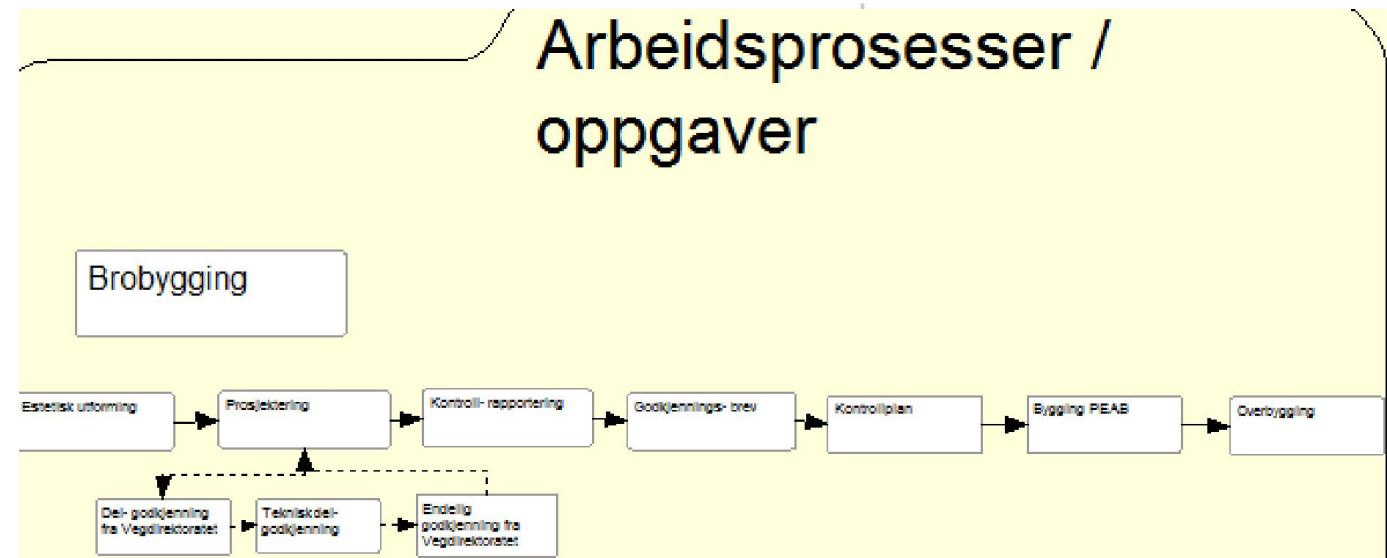 Arbeidsprosesser /
oppgaver
Brobygging
Estetisk utforming
Prosjektering
Kontroll- rapportering
Godkjennings- brev
Kontrollplan
Bygging PEAB
Overbygging
Del- godkjenning
fra Vegdirektoratet
Teknisk del-
godkjenning
Endelig
godkjenning fra
Vegdirektoratet